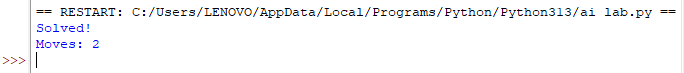 == RESTART: C:/Users/LENOVO/AppData/Local/Programs/Python/Python313/ai lab.py ==
Solved!
Moves: 2
>>>